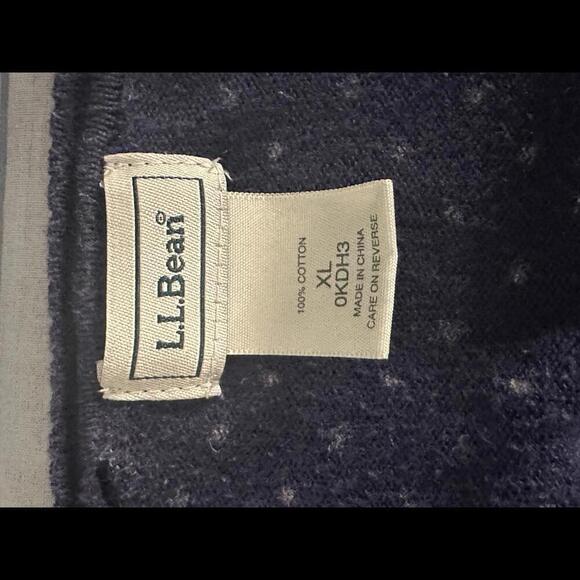 L.L.Bean®
100% COTTON
XL
0KDH3
MADE IN CHINA
CARE ON REVERSE